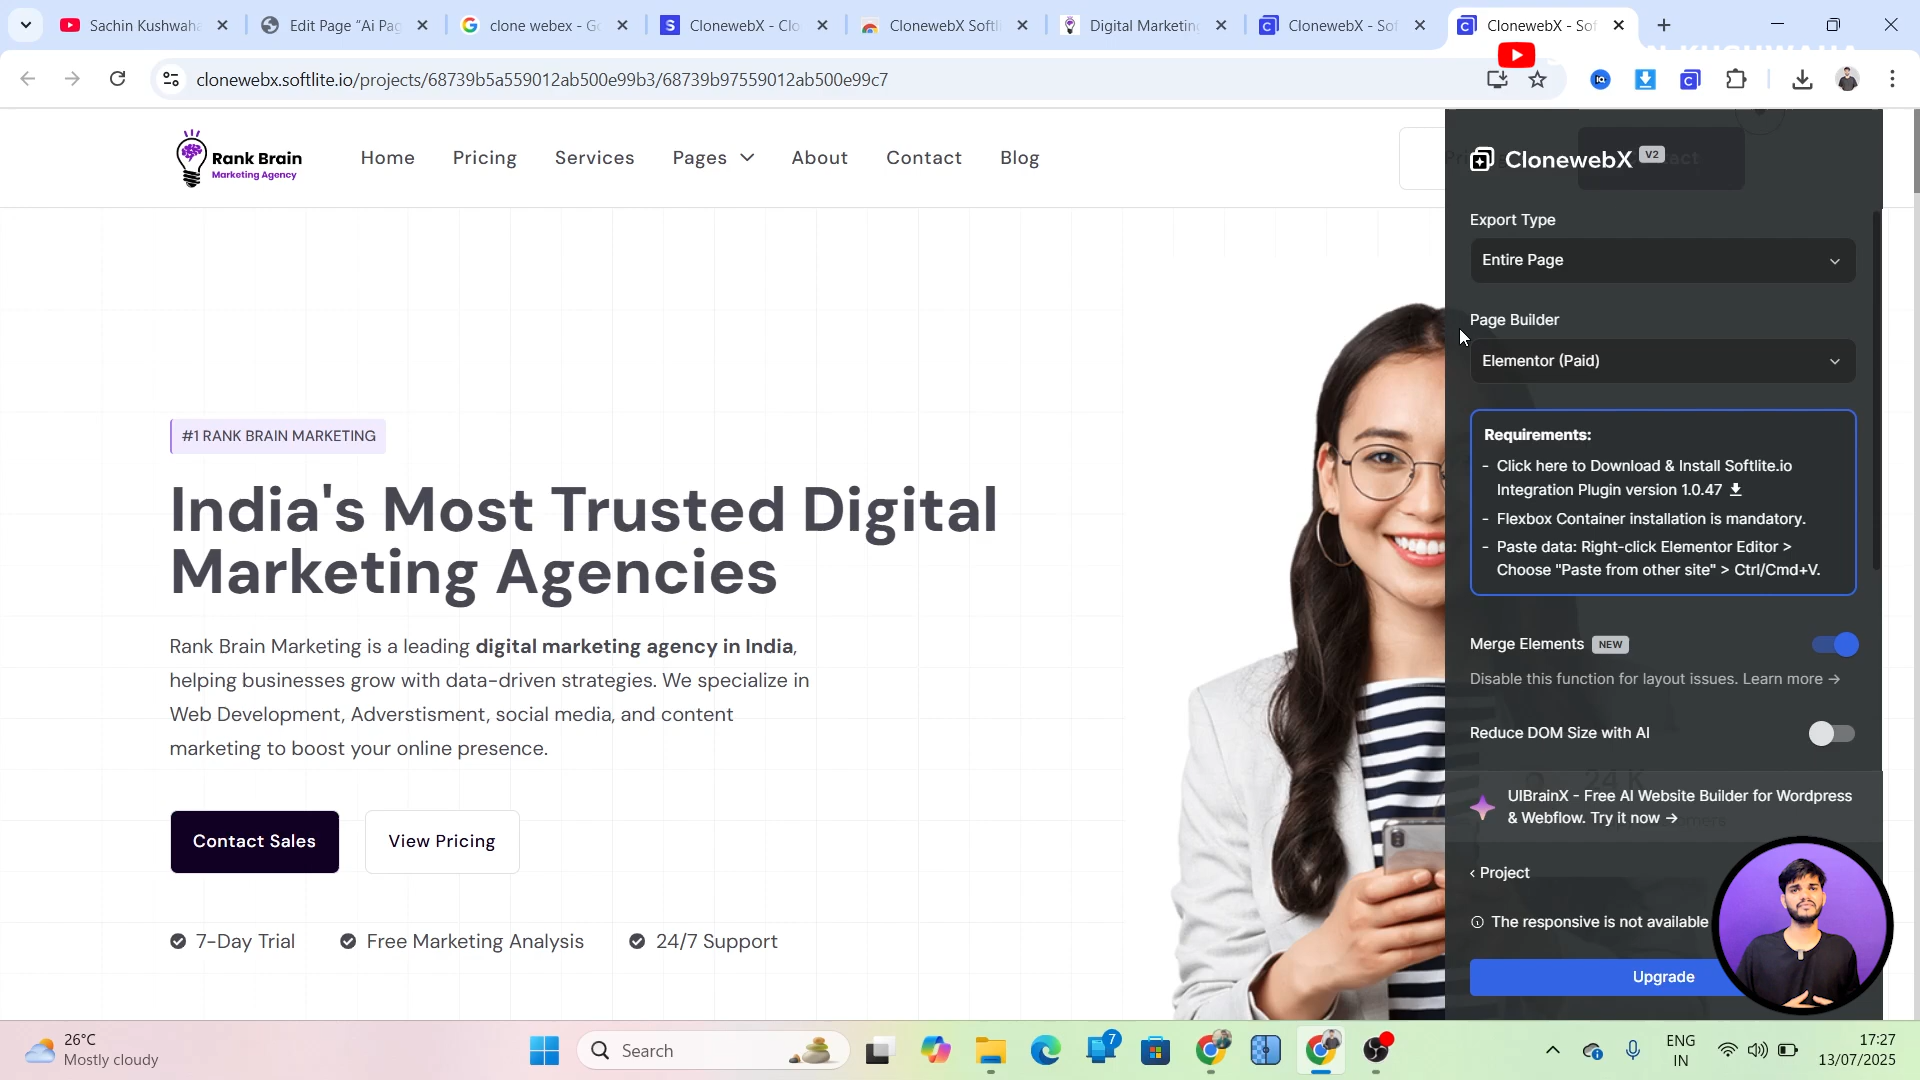 Sachin Kushwaha
Edit Page “Ai Pag
clone webex - Go
ClonewebX - Clo
ClonewebX Softli
Digital Marketing
ClonewebX - Sof
ClonewebX - Sof
clonewebx.softlite.io/projects/68739b5a559012ab500e99b3/68739b97559012ab500e99c7
Rank Brain
Marketing Agency
Home
Pricing
Services
Pages
About
Contact
Blog
#1 RANK BRAIN MARKETING
India's Most Trusted Digital
Marketing Agencies
Rank Brain Marketing is a leading digital marketing agency in India,
helping businesses grow with data-driven strategies. We specialize in
Web Development, Adverstisment, social media, and content
marketing to boost your online presence.
Contact Sales
View Pricing
7-Day Trial
Free Marketing Analysis
24/7 Support
ClonewebX V2
Export Type
Entire Page
Page Builder
Elementor (Paid)
Requirements:
- Click here to Download & Install Softlite.io
Integration Plugin version 1.0.47
- Flexbox Container installation is mandatory.
- Paste data: Right-click Elementor Editor >
Choose "Paste from other site" > Ctrl/Cmd+V.
Merge Elements NEW
Disable this function for layout issues. Learn more →
Reduce DOM Size with AI
24 K
UIBrainX - Free AI Website Builder for Wordpress
& Webflow. Try it now →
‹ Project
The responsive is not available
Upgrade
26°C
Mostly cloudy
Search
7
ENG
IN
17:27
13/07/2025